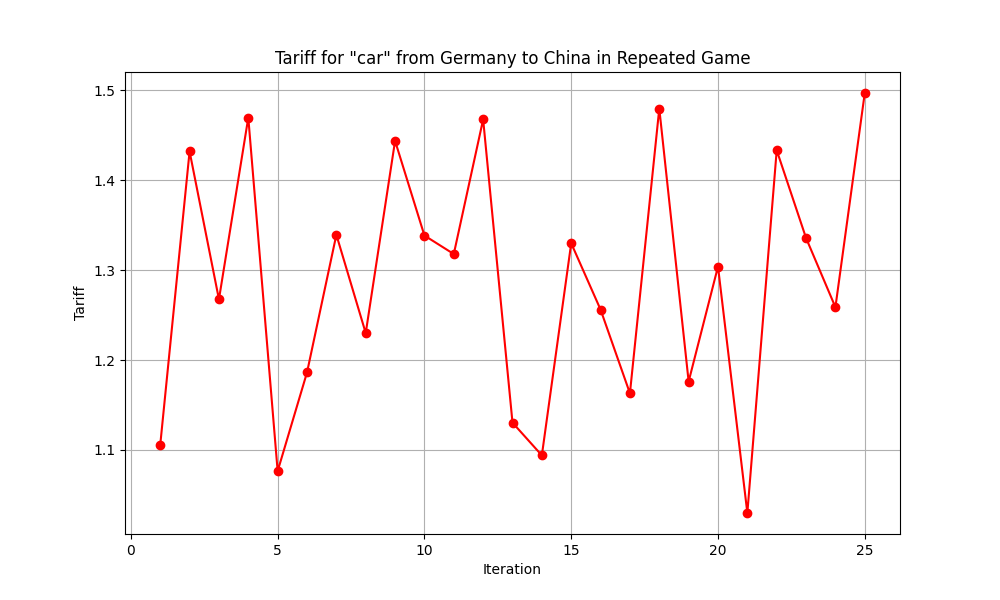 Tariff for "car" from Germany to China in Repeated Game
Tariff
1.5
1.4
1.3
1.2
1.1
0 5 10 15 20 25
Iteration